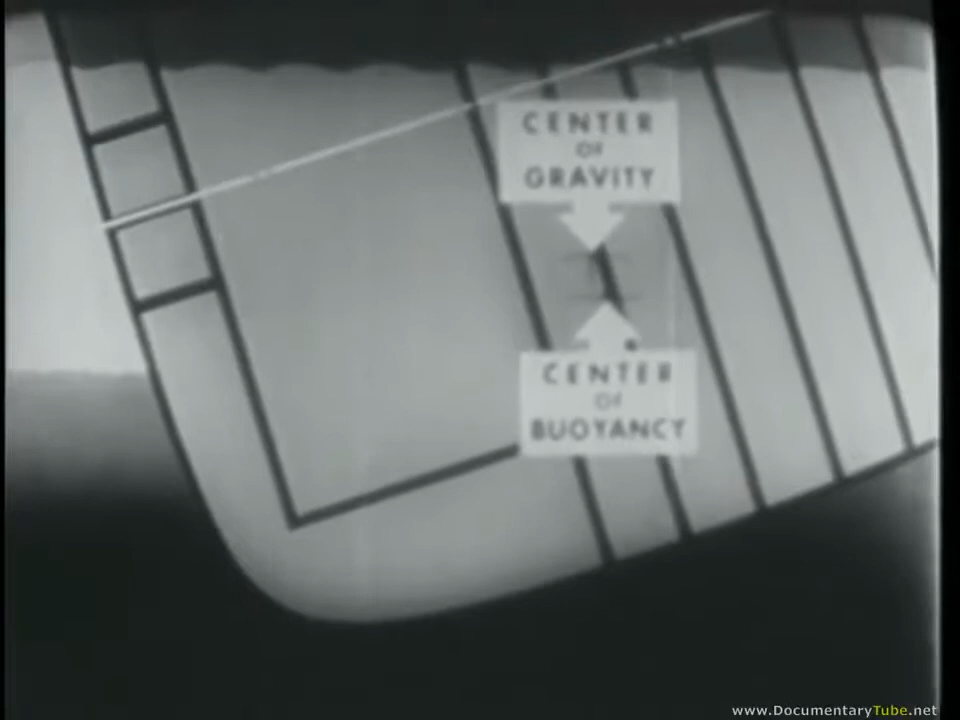 CENTER
OF
GRAVITY
CENTER
OF
BUOYANCY
www.DocumentaryTube.net